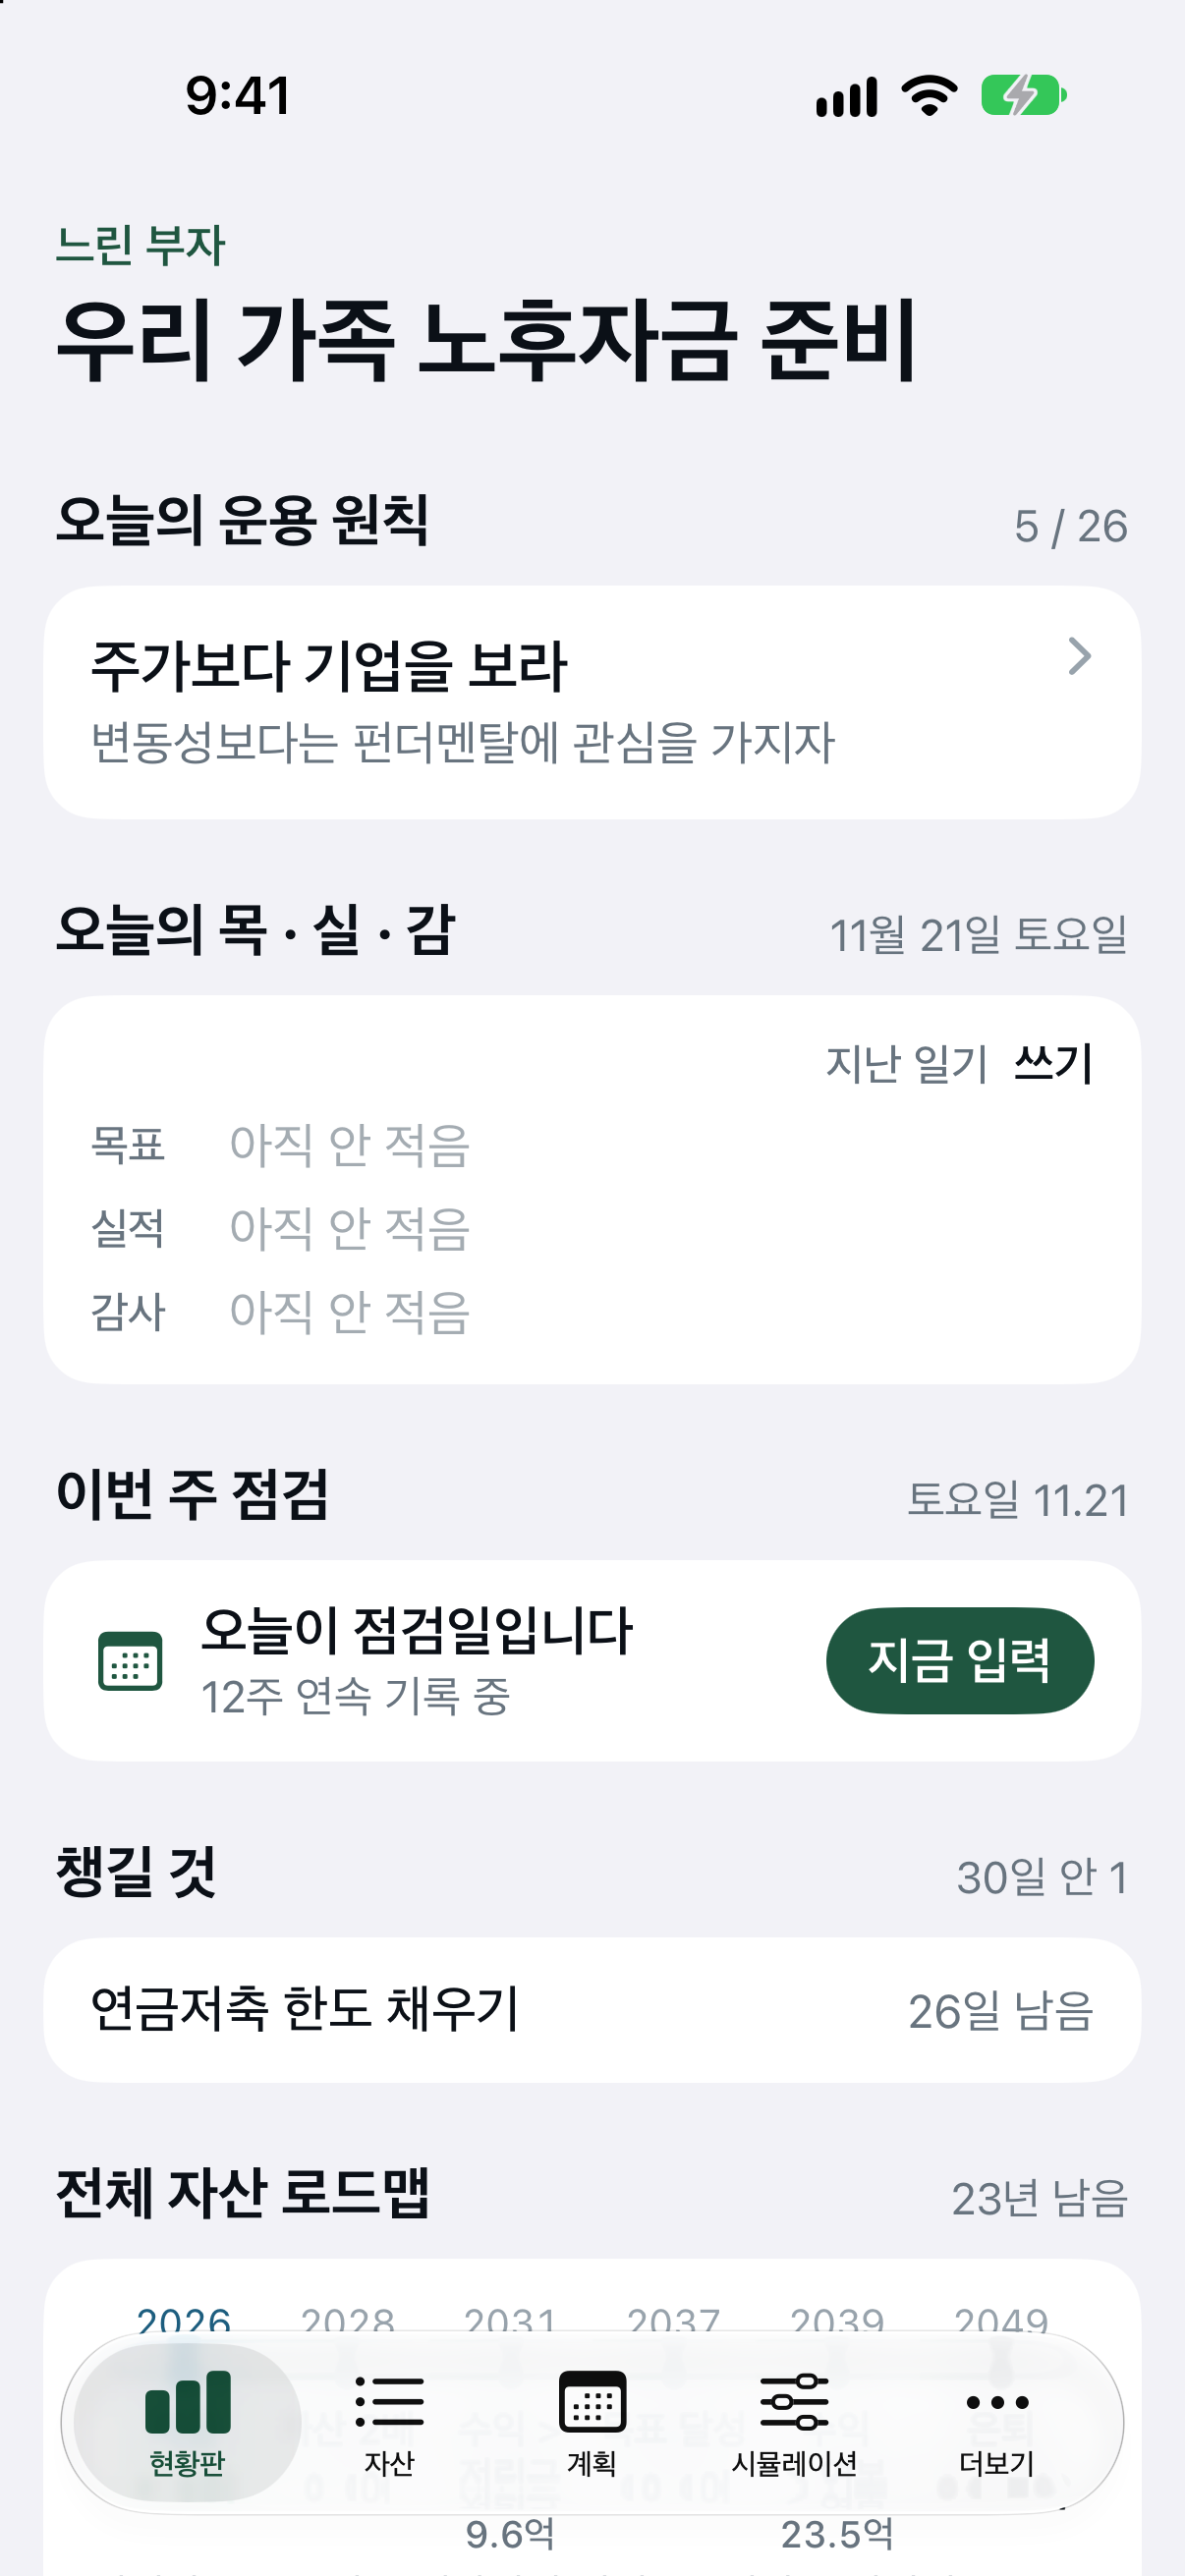 9:41
느린 부자
우리 가족 노후자금 준비
오늘의 운용 원칙
5 / 26
주가보다 기업을 보라
변동성보다는 펀더멘탈에 관심을 가지자
오늘의 목 · 실 · 감
11월 21일 토요일
지난 일기 쓰기
목표 아직 안 적음
실적 아직 안 적음
감사 아직 안 적음
이번 주 점검
토요일 11.21
오늘이 점검일입니다
12주 연속 기록 중
지금 입력
챙길 것
30일 안 1
연금저축 한도 채우기
26일 남음
전체 자산 로드맵
23년 남음
2026 2028 2031 2037 2039 2049
현황판 자산 계획 시뮬레이션 더보기
9.6억 23.5억